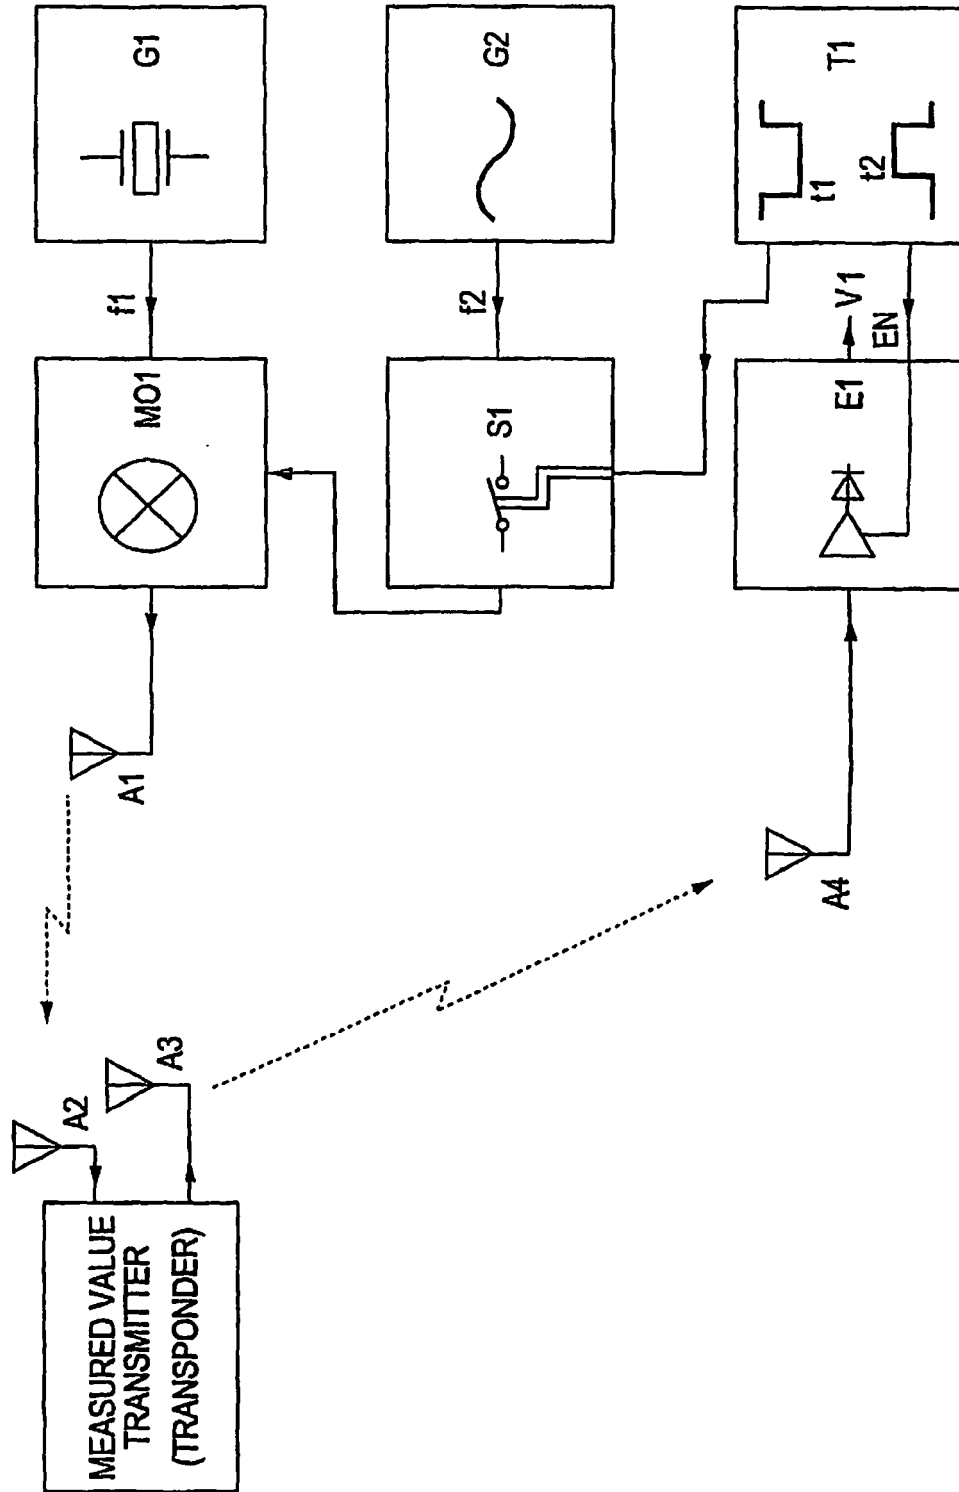 MEASURED VALUE
TRANSMITTER
(TRANSPONDER)
A2
A3
A1
MO1
f1
G1
S1
f2
G2
A4
E1
V1
EN
t1
t2
T1